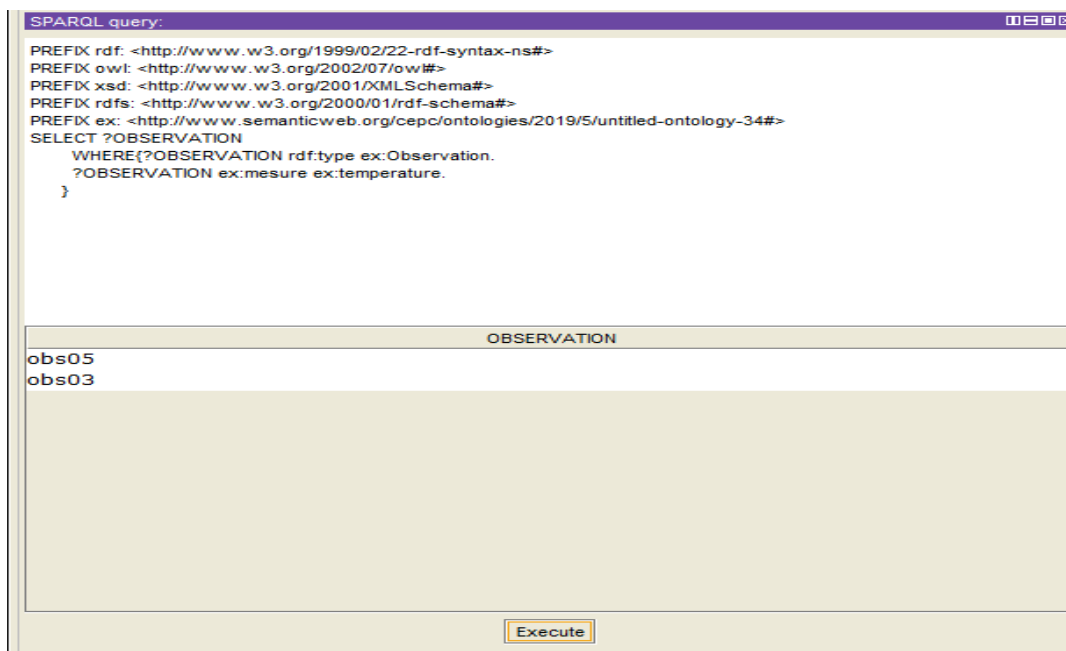 SPARQL query:
PREFIX rdf: <http://www.w3.org/1999/02/22-rdf-syntax-ns#>
PREFIX owl: <http://www.w3.org/2002/07/owl#>
PREFIX xsd: <http://www.w3.org/2001/XMLSchema#>
PREFIX rdfs: <http://www.w3.org/2000/01/rdf-schema#>
PREFIX ex: <http://www.semanticweb.org/cepc/ontologies/2019/5/untitled-ontology-34#>
SELECT ?OBSERVATION
WHERE{?OBSERVATION rdf:type ex:Observation.
?OBSERVATION ex:mesure ex:temperature.
}
OBSERVATION
obs05
obs03
Execute